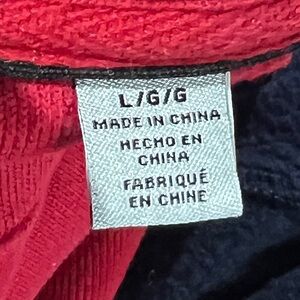 L/G/G
MADE IN CHINA
HECHO EN
CHINA
FABRIQUÉ
EN CHINE